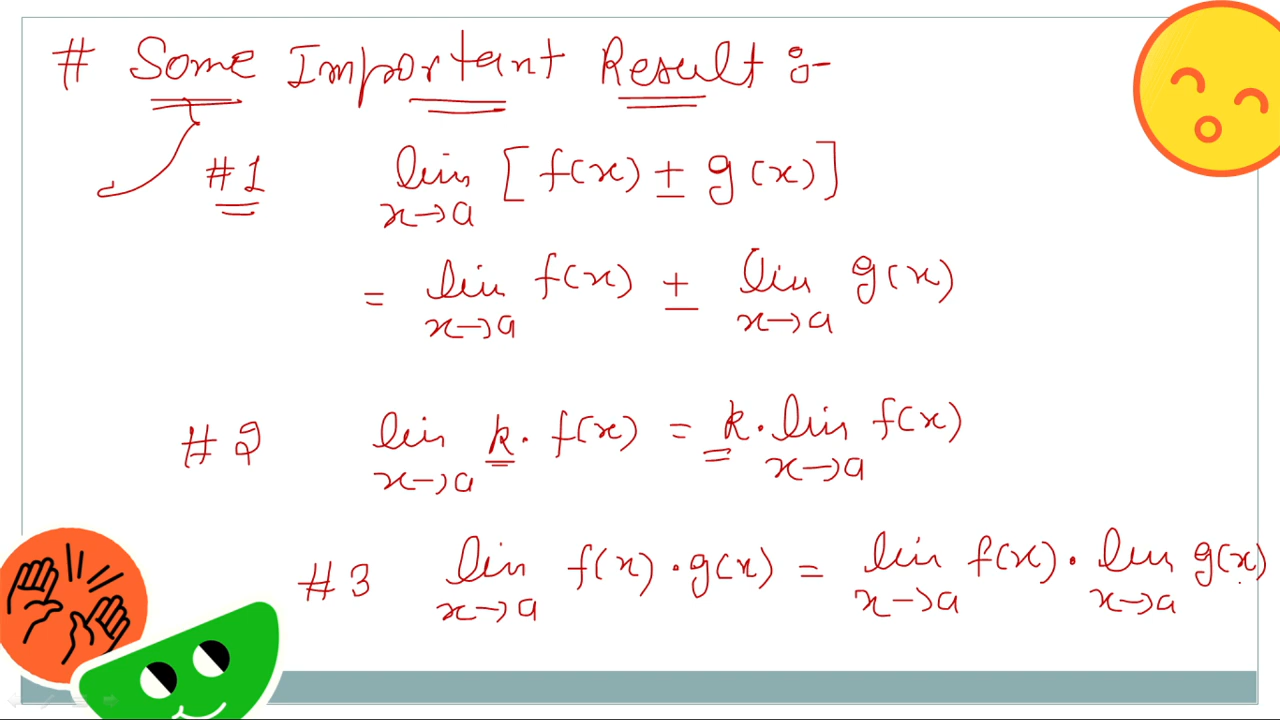 # Some Important Result :-
#1 lim x→a [f(x) ± g(x)]
= lim x→a f(x) ± lim x→a g(x)
#2 lim x→a k. f(x) = k. lim x→a f(x)
#3 lim x→a f(x) . g(x) = lim x→a f(x) . lim x→a g(x)